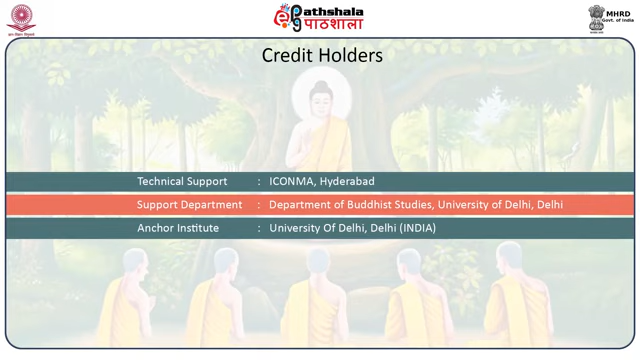 ePathshala
पाठशाला
MHRD
Govt. of India
Credit Holders
Technical Support : ICONMA, Hyderabad
Support Department : Department of Buddhist Studies, University of Delhi, Delhi
Anchor Institute : University Of Delhi, Delhi (INDIA)